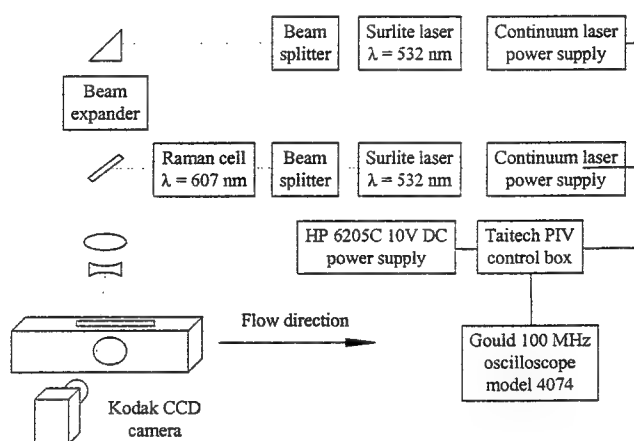 Beam
splitter
Surlite laser
λ = 532 nm
Continuum laser
power supply
Beam
expander
Raman cell
λ = 607 nm
Beam
splitter
Surlite laser
λ = 532 nm
Continuum laser
power supply
HP 6205C 10V DC
power supply
Taitech PIV
control box
Flow direction
Gould 100 MHz
oscilloscope
model 4074
Kodak CCD
camera